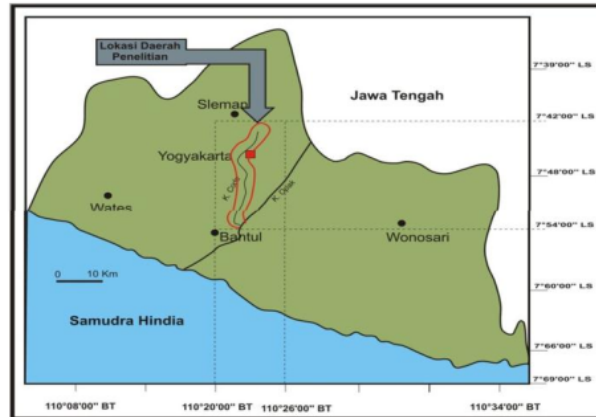 Lokasi Daerah
Penelitian
7°39'00" LS
Jawa Tengah
Sleman
7°42'00" LS
Yogyakarta
7°48'00" LS
K. Opak
Wates
7°54'00" LS
Bantul
Wonosari
0 10 Km
7°60'00" LS
Samudra Hindia
7°66'00" LS
7°69'00" LS
110°08'00" BT
110°20'00" BT
110°26'00" BT
110°34'00" BT